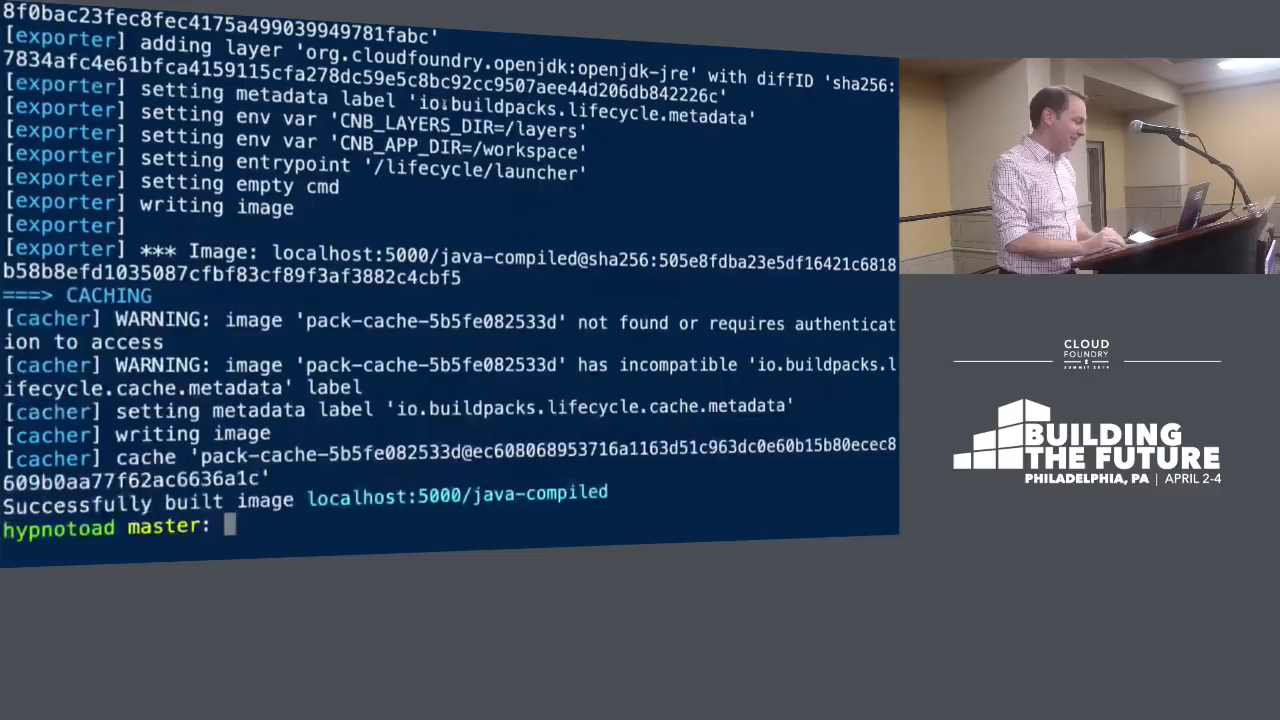 8f0bac23fec8fec4175a499039949781fabc'
[exporter] adding layer 'org.cloudfoundry.openjdk:openjdk-jre' with diffID 'sha256:
7834afc4e61bfca4159115cfa278dc59e5c8bc92cc9507aee44d206db842226c'
[exporter] setting metadata label 'io.buildpacks.lifecycle.metadata'
[exporter] setting env var 'CNB_LAYERS_DIR=/layers'
[exporter] setting env var 'CNB_APP_DIR=/workspace'
[exporter] setting entrypoint '/lifecycle/launcher'
[exporter] setting empty cmd
[exporter] writing image
[exporter]
[exporter] *** Image: localhost:5000/java-compiled@sha256:505e8fdba23e5df16421c6818
b58b8efd1035087cfbf83cf89f3af3882c4cbf5
===> CACHING
[cacher] WARNING: image 'pack-cache-5b5fe082533d' not found or requires authenticat
ion to access
[cacher] WARNING: image 'pack-cache-5b5fe082533d' has incompatible 'io.buildpacks.l
ifecycle.cache.metadata' label
[cacher] setting metadata label 'io.buildpacks.lifecycle.cache.metadata'
[cacher] writing image
[cacher] cache 'pack-cache-5b5fe082533d@ec608068953716a1163d51c963dc0e60b15b80ecec8
609b0aa77f62ac6636a1c'
Successfully built image localhost:5000/java-compiled
hypnotoad master:
CLOUD
FOUNDRY
SUMMIT 2019
BUILDING
THE FUTURE
PHILADELPHIA, PA | APRIL 2-4